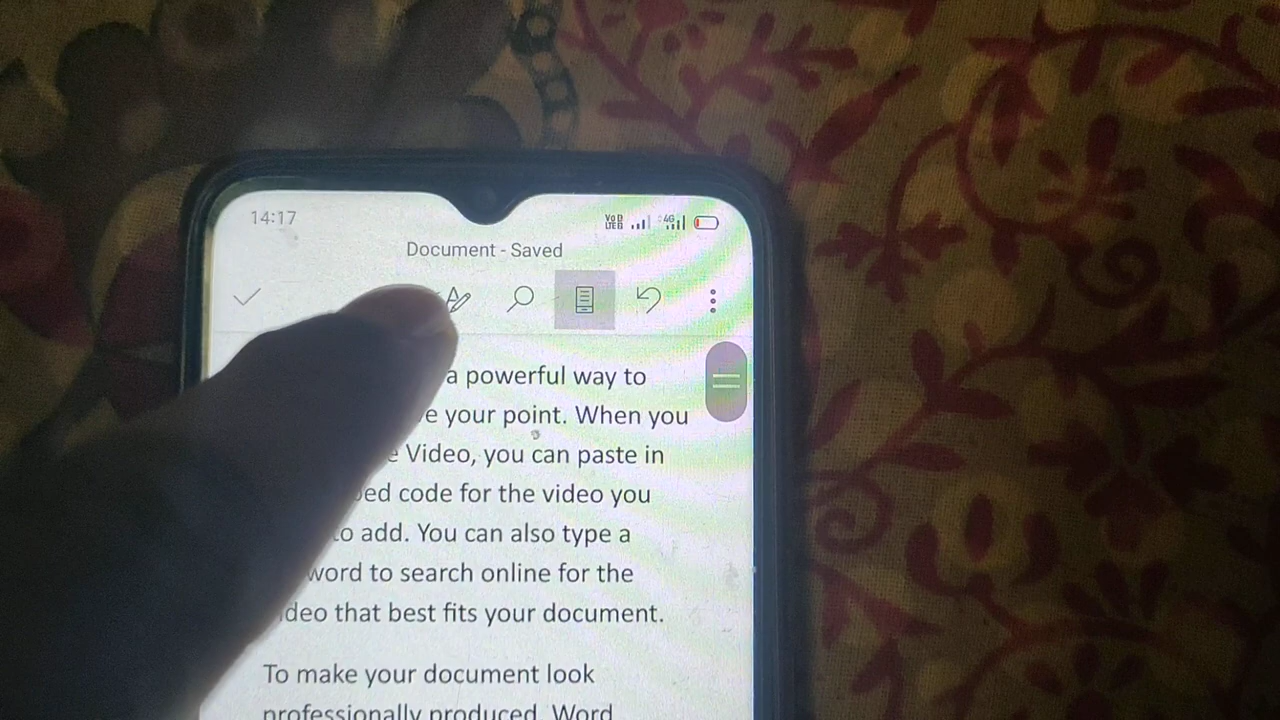 14:17
Document - Saved
a powerful way to
your point. When you
Video, you can paste in
code for the video you
add. You can also type a
word to search online for the
that best fits your document.
To make your document look
professionally produced, Word